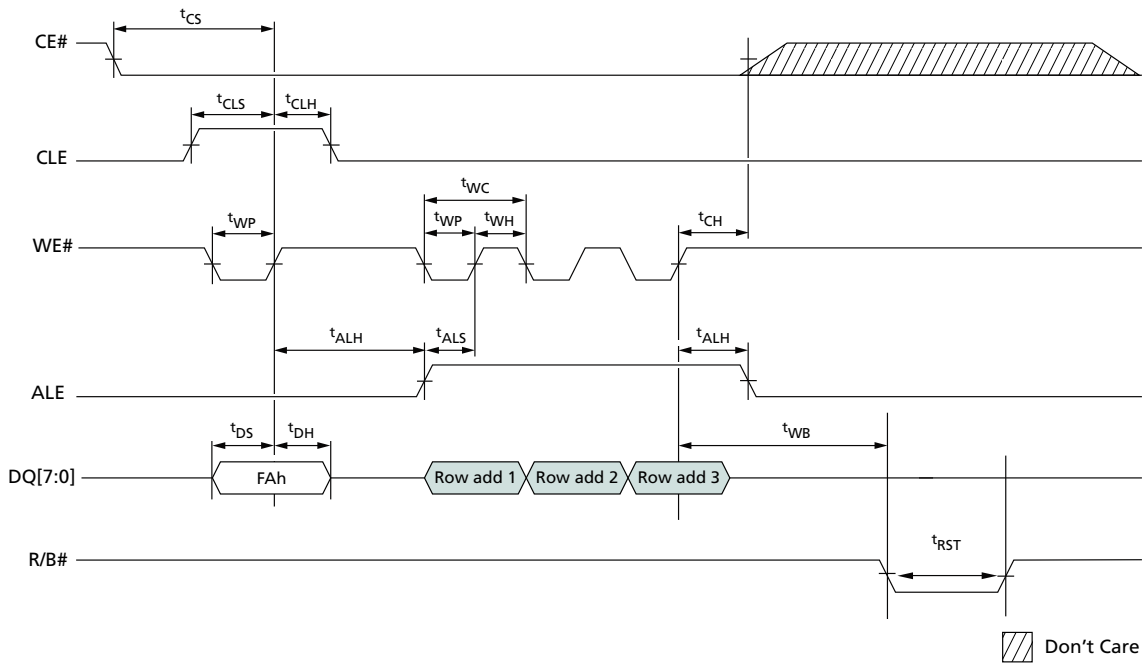 tCS
CE#
tCLS tCLH
CLE
tWC
tWP tWP tWH tCH
WE#
tALH tALS tALH
ALE
tDS tDH tWB
DQ[7:0] FAh Row add 1 Row add 2 Row add 3
R/B# tRST
Don't Care